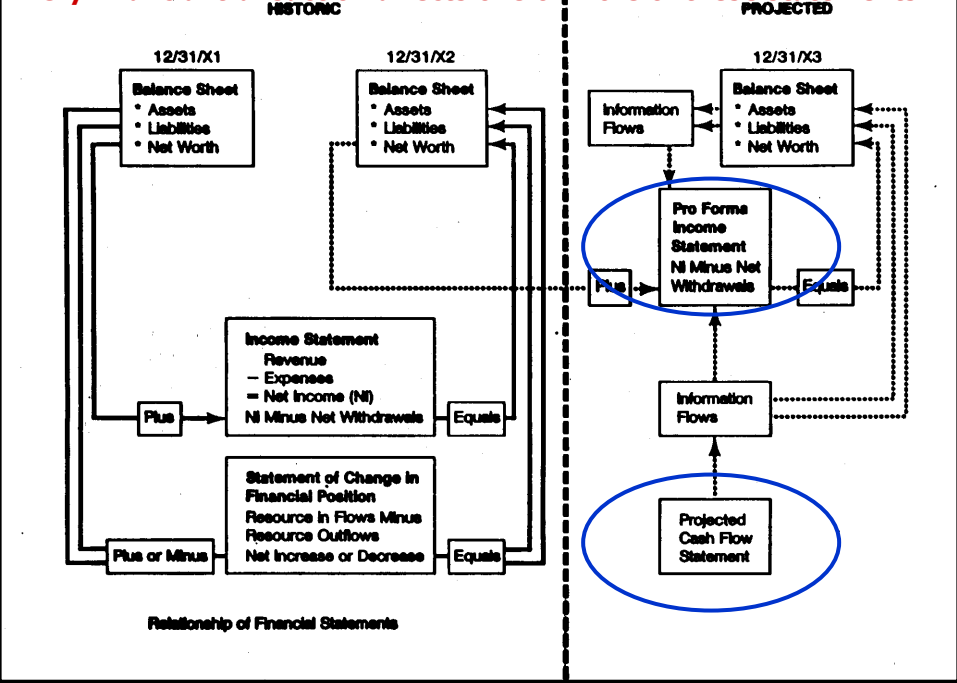 HISTORIC
PROJECTED
12/31/X1
Balance Sheet
* Assets
* Liabilities
* Net Worth
12/31/X2
Balance Sheet
* Assets
* Liabilities
* Net Worth
12/31/X3
Balance Sheet
* Assets
* Liabilities
* Net Worth
Information
Flows
Pro Forma
Income
Statement
NI Minus Net
Withdrawals
Plus
Equals
Income Statement
Revenue
− Expenses
= Net Income (NI)
NI Minus Net Withdrawals
Plus
Equals
Information
Flows
Statement of Change in
Financial Position
Resource in Flows Minus
Resource Outflows
Net Increase or Decrease
Plus or Minus
Equals
Projected
Cash Flow
Statement
Relationship of Financial Statements